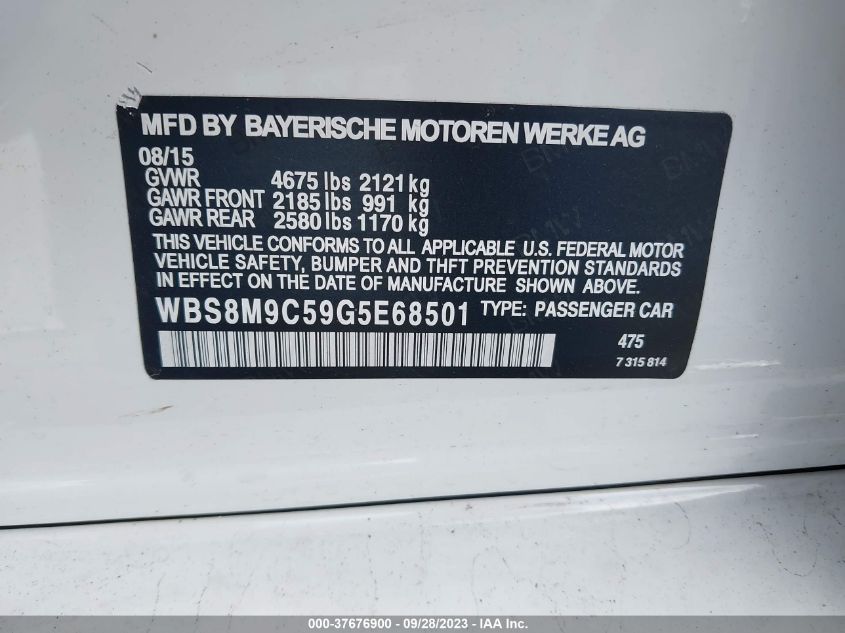 MFD BY BAYERISCHE MOTOREN WERKE AG
08/15
GVWR 4675 lbs 2121 kg
GAWR FRONT 2185 lbs 991 kg
GAWR REAR 2580 lbs 1170 kg
THIS VEHICLE CONFORMS TO ALL APPLICABLE U.S. FEDERAL MOTOR
VEHICLE SAFETY, BUMPER AND THFT PREVENTION STANDARDS
IN EFFECT ON THE DATE OF MANUFACTURE SHOWN ABOVE.
WBS8M9C59G5E68501 TYPE: PASSENGER CAR
475
7 315 814
000-37676900 - 09/28/2023 - IAA Inc.